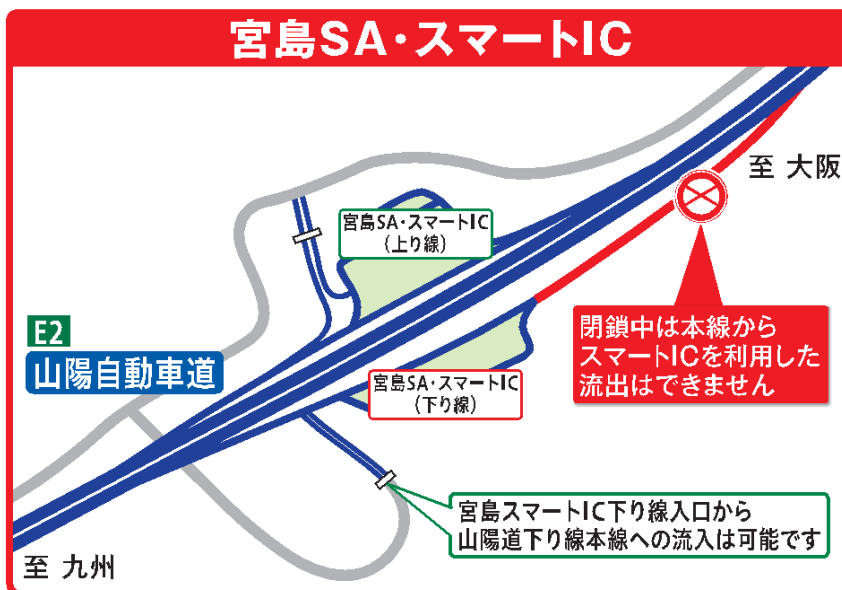 宮島SA・スマートIC
至 大阪
宮島SA・スマートIC
(上り線)
閉鎖中は本線から
スマートICを利用した
流出はできません
E2
山陽自動車道
宮島SA・スマートIC
(下り線)
宮島スマートIC下り線入口から
山陽道下り線本線への流入は可能です
至 九州